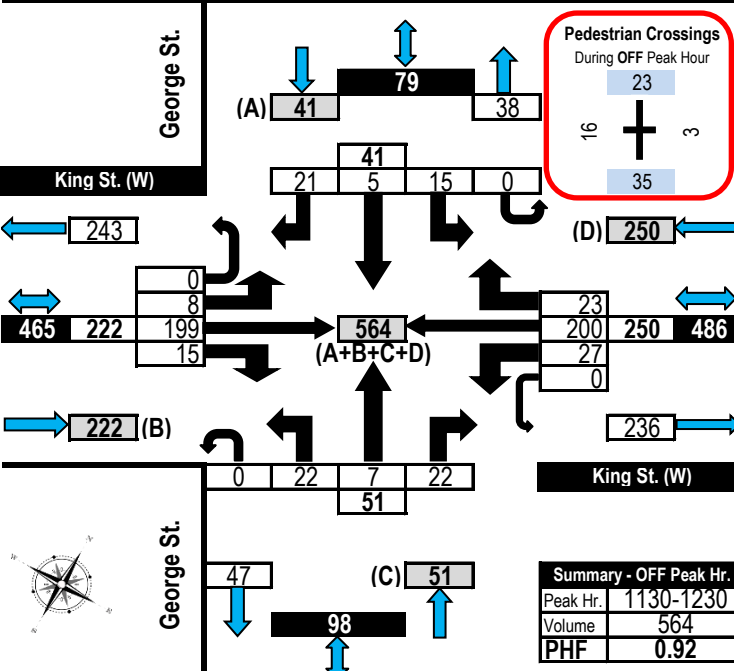 George St.
79
(A) 41
38
Pedestrian Crossings
During OFF Peak Hour
23
16
3
35
41
21 5 15 0
King St. (W)
243
(D) 250
0
8
465 222 199
15
564
(A+B+C+D)
23
200 250 486
27
0
222 (B)
236
0 22 7 22
51
King St. (W)
George St.
47
(C) 51
98
N
W
E
S
Summary - OFF Peak Hr.
Peak Hr. 1130-1230
Volume 564
PHF 0.92